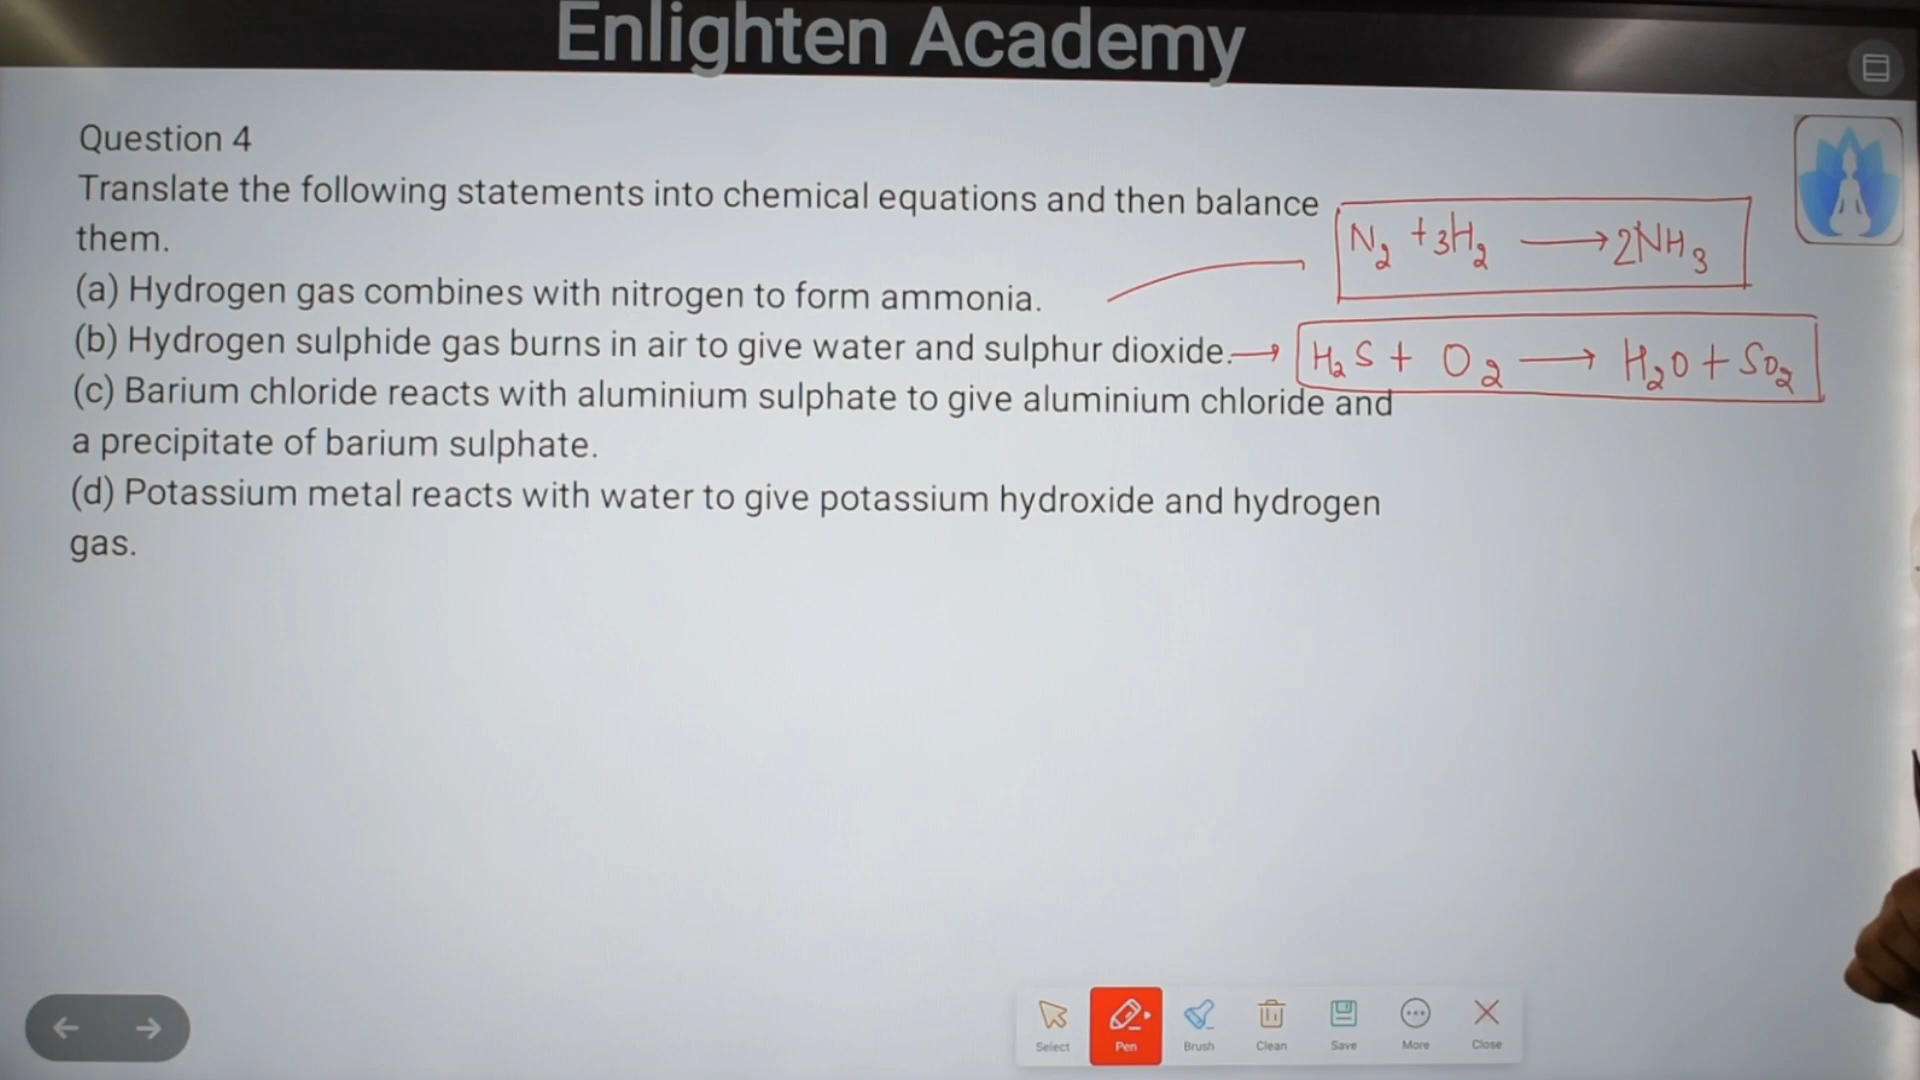 Enlighten Academy
Question 4
Translate the following statements into chemical equations and then balance
them.
N₂ + 3H₂ ⟶ 2NH₃
(a) Hydrogen gas combines with nitrogen to form ammonia.
(b) Hydrogen sulphide gas burns in air to give water and sulphur dioxide. → H₂S + O₂ ⟶ H₂O + SO₂
(c) Barium chloride reacts with aluminium sulphate to give aluminium chloride and
a precipitate of barium sulphate.
(d) Potassium metal reacts with water to give potassium hydroxide and hydrogen
gas.
Select Pen Brush Clean Save More Close